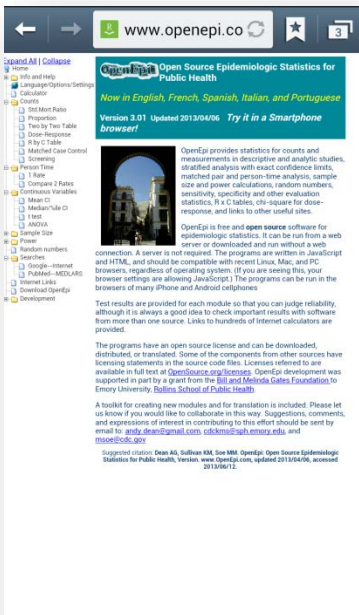 www.openepi.co
3
Expand All | Collapse
Home
Info and Help
Language/Options/Settings
Calculator
Counts
Std.Mort.Ratio
Proportion
Two by Two Table
Dose-Response
R by C Table
Matched Case Control
Screening
Person Time
1 Rate
Compare 2 Rates
Continuous Variables
Mean CI
Median/%ile CI
t test
ANOVA
Sample Size
Power
Random numbers
Searches
Google--Internet
PubMed--MEDLARS
Internet Links
Download OpenEpi
Development
OpenEpi Open Source Epidemiologic Statistics for
Public Health
Now in English, French, Spanish, Italian, and Portuguese
Version 3.01 Updated 2013/04/06 Try it in a Smartphone
browser!
OpenEpi provides statistics for counts and
measurements in descriptive and analytic studies,
stratified analysis with exact confidence limits,
matched pair and person-time analysis, sample
size and power calculations, random numbers,
sensitivity, specificity and other evaluation
statistics, R x C tables, chi-square for dose-
response, and links to other useful sites.
OpenEpi is free and open source software for
epidemiologic statistics. It can be run from a web
server or downloaded and run without a web
connection. A server is not required. The programs are written in JavaScript
and HTML, and should be compatible with recent Linux, Mac, and PC
browsers, regardless of operating system. (If you are seeing this, your
browser settings are allowing JavaScript.) The programs can be run in the
browsers of many iPhone and Android cellphones
Test results are provided for each module so that you can judge reliability,
although it is always a good idea to check important results with software
from more than one source. Links to hundreds of Internet calculators are
provided.
The programs have an open source license and can be downloaded,
distributed, or translated. Some of the components from other sources have
licensing statements in the source code files. Licenses referred to are
available in full text at OpenSource.org/licenses. OpenEpi development was
supported in part by a grant from the Bill and Melinda Gates Foundation to
Emory University, Rollins School of Public Health.
A toolkit for creating new modules and for translation is included. Please let
us know if you would like to collaborate in this way. Suggestions, comments,
and expressions of interest in contributing to this effort should be sent by
email to: andy.dean@gmail.com, cdckms@sph.emory.edu, and
msoe@cdc.gov
Suggested citation: Dean AG, Sullivan KM, Soe MM. OpenEpi: Open Source Epidemiologic
Statistics for Public Health, Version. www.OpenEpi.com, updated 2013/04/06, accessed
2013/06/12.